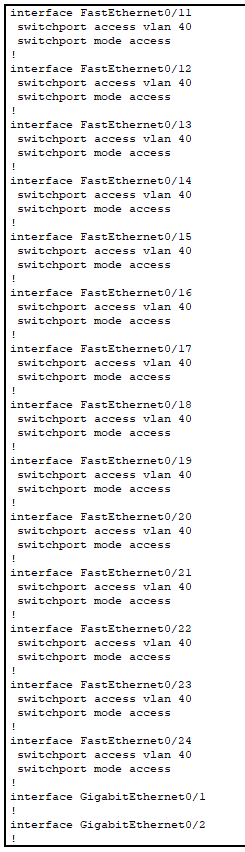 interface FastEthernet0/11
 switchport access vlan 40
 switchport mode access
!
interface FastEthernet0/12
 switchport access vlan 40
 switchport mode access
!
interface FastEthernet0/13
 switchport access vlan 40
 switchport mode access
!
interface FastEthernet0/14
 switchport access vlan 40
 switchport mode access
!
interface FastEthernet0/15
 switchport access vlan 40
 switchport mode access
!
interface FastEthernet0/16
 switchport access vlan 40
 switchport mode access
!
interface FastEthernet0/17
 switchport access vlan 40
 switchport mode access
!
interface FastEthernet0/18
 switchport access vlan 40
 switchport mode access
!
interface FastEthernet0/19
 switchport access vlan 40
 switchport mode access
!
interface FastEthernet0/20
 switchport access vlan 40
 switchport mode access
!
interface FastEthernet0/21
 switchport access vlan 40
 switchport mode access
!
interface FastEthernet0/22
 switchport access vlan 40
 switchport mode access
!
interface FastEthernet0/23
 switchport access vlan 40
 switchport mode access
!
interface FastEthernet0/24
 switchport access vlan 40
 switchport mode access
!
interface GigabitEthernet0/1
!
interface GigabitEthernet0/2
!